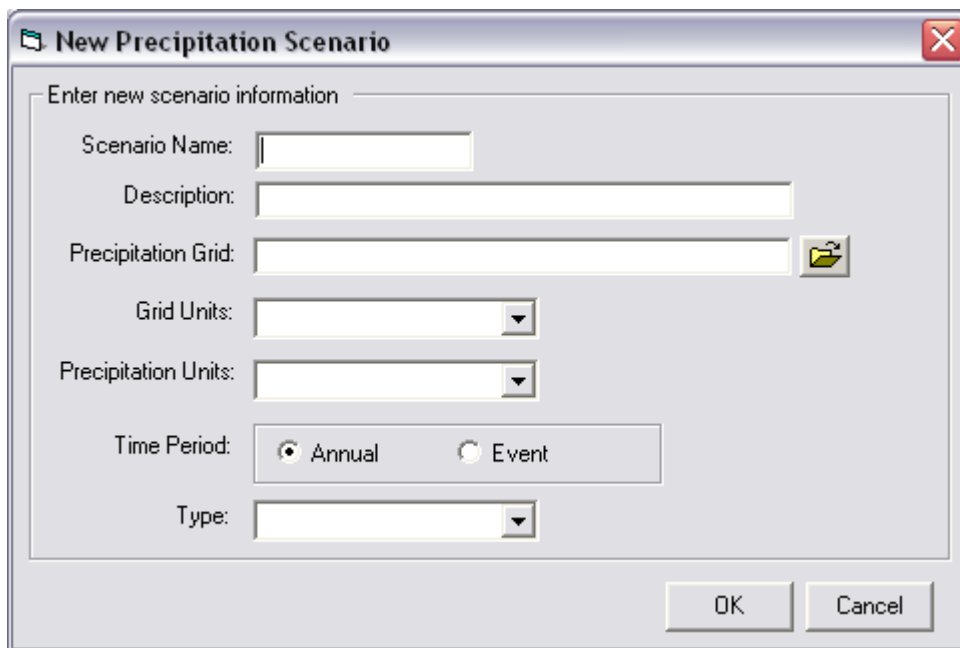 New Precipitation Scenario
Enter new scenario information
Scenario Name:
Description:
Precipitation Grid:
Grid Units:
Precipitation Units:
Time Period: Annual Event
Type:
OK Cancel